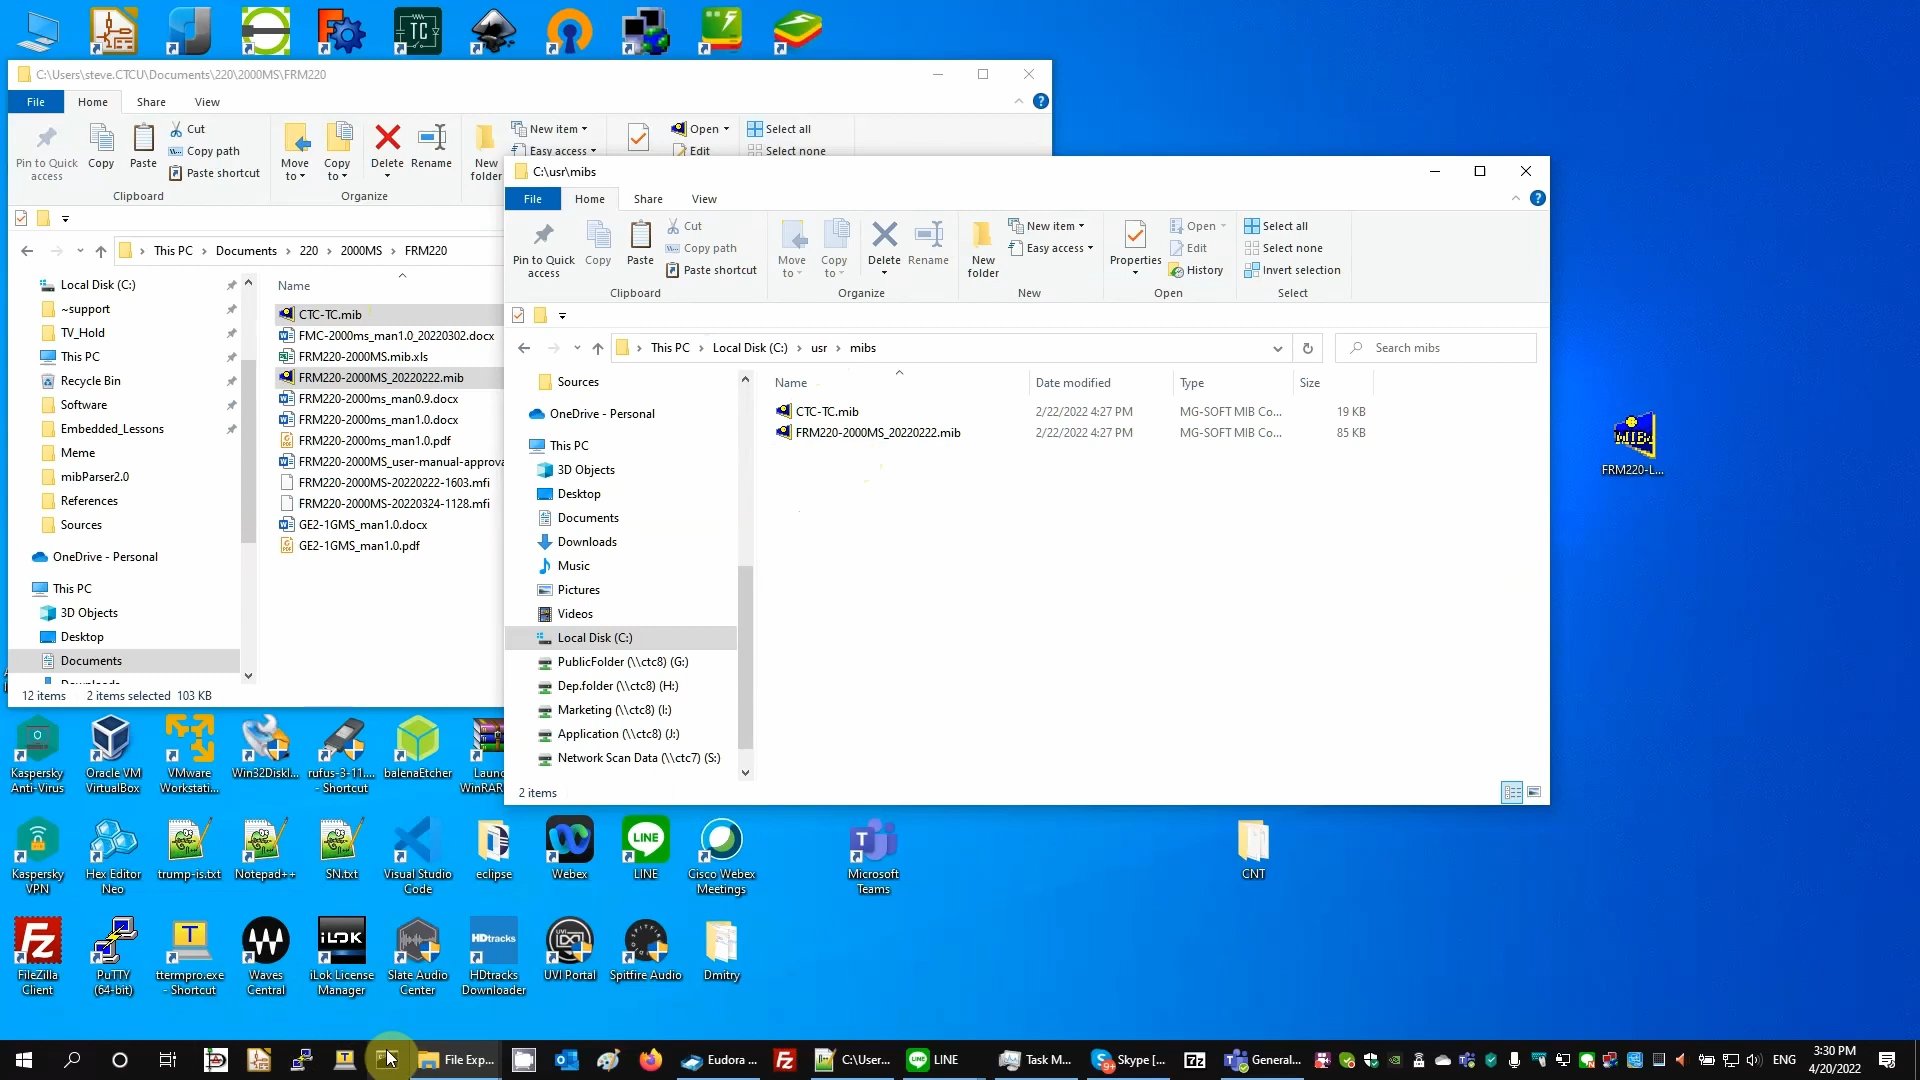 C:\Users\steve.CTCU\Documents\220\2000MS\FRM220
File Home Share View
Pin to Quick access
Copy
Paste
Cut
Copy path
Paste shortcut
Clipboard
Move to
Copy to
Delete
Rename
Organize
New folder
New item
Easy access
Open
Edit
Select all
Select none
This PC > Documents > 220 > 2000MS > FRM220
Local Disk (C:)
~support
TV_Hold
This PC
Recycle Bin
Software
Embedded_Lessons
Meme
mibParser2.0
References
Sources
OneDrive - Personal
This PC
3D Objects
Desktop
Documents
Name
CTC-TC.mib
FMC-2000ms_man1.0_20220302.docx
FRM220-2000MS.mib.xls
FRM220-2000MS_20220222.mib
FRM220-2000ms_man0.9.docx
FRM220-2000ms_man1.0.docx
FRM220-2000ms_man1.0.pdf
FRM220-2000MS_user-manual-approva
FRM220-2000MS-20220222-1603.mfi
FRM220-2000MS-20220324-1128.mfi
GE2-1GMS_man1.0.docx
GE2-1GMS_man1.0.pdf
12 items 2 items selected 103 KB
C:\usr\mibs
File Home Share View
Pin to Quick access
Copy
Paste
Cut
Copy path
Paste shortcut
Clipboard
Move to
Copy to
Delete
Rename
Organize
New folder
New item
Easy access
New
Properties
Open
Edit
History
Open
Select all
Select none
Invert selection
Select
This PC > Local Disk (C:) > usr > mibs
Search mibs
Sources
OneDrive - Personal
This PC
3D Objects
Desktop
Documents
Downloads
Music
Pictures
Videos
Local Disk (C:)
PublicFolder (\\ctc8) (G:)
Dep.folder (\\ctc8) (H:)
Marketing (\\ctc8) (I:)
Application (\\ctc8) (J:)
Network Scan Data (\\ctc7) (S:)
Name Date modified Type Size
CTC-TC.mib 2/22/2022 4:27 PM MG-SOFT MIB Co... 19 KB
FRM220-2000MS_20220222.mib 2/22/2022 4:27 PM MG-SOFT MIB Co... 85 KB
2 items
TC
MIB
FRM220-L...
Kaspersky Anti-Virus
Oracle VM VirtualBox
VMware Workstati...
Win32DiskI...
rufus-3-11.... - Shortcut
balenaEtcher
Launc
WinRAR
Kaspersky VPN
Hex Editor Neo
trump-is.txt
Notepad++
SN.txt
Visual Studio Code
eclipse
Webex
LINE
LINE
Cisco Webex Meetings
Microsoft Teams
CNT
FileZilla Client
PuTTY (64-bit)
ttermpro.exe - Shortcut
Waves Central
iLOK
iLok License Manager
Slate Audio Center
HDtracks
HDtracks Downloader
UVI
UVI Portal
Spitfire Audio
Dmitry
File Exp...
Eudora ...
C:\User...
LINE
Task M...
Skype [...
7z
General...
ENG
3:30 PM
4/20/2022